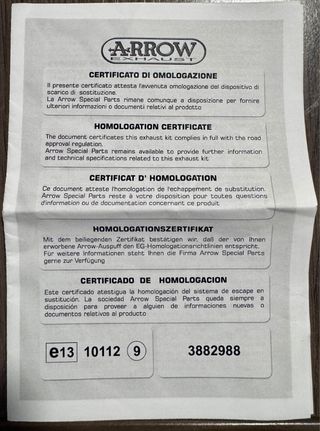 ARROW
EXHAUST
CERTIFICATO DI OMOLOGAZIONE
Il presente certificato attesta l'avvenuta omologazione del dispositivo di
scarico di sostituzione.
La Arrow Special Parts rimane comunque a disposizione per fornire
ulteriori informazioni o documenti relativi al prodotto
HOMOLOGATION CERTIFICATE
The document certificates this exhaust kit complies in full with the road
approval regulation.
Arrow Special Parts remains available to provide further information
and technical specifications related to this exhaust kit
CERTIFICAT D' HOMOLOGATION
Ce document atteste l'homologation de l'echappement de substitution.
Arrow Special Parts reste à votre disposition pour toutes questions
d'information ou de documentation concernant ce produit
HOMOLOGATIONSZERTIFIKAT
Mit dem beiliegenden Zertifikat bestätigen wir, daß der von Ihnen
erworbene Arrow-Auspuff den EG-Homologationsrichtlinien entspricht.
Für weitere Informationen steht Ihnen die Firma Arrow Special Parts
gerne zur Verfügung
CERTIFICADO DE HOMOLOGACION
Este certificado atestigua la homologación del sistema de escape en
sustitución. La sociedad Arrow Special Parts queda siempre a
disposición para proveer a alguien de informaciones nuevas o
documentos relativos al producto
e13 10112 9 3882988